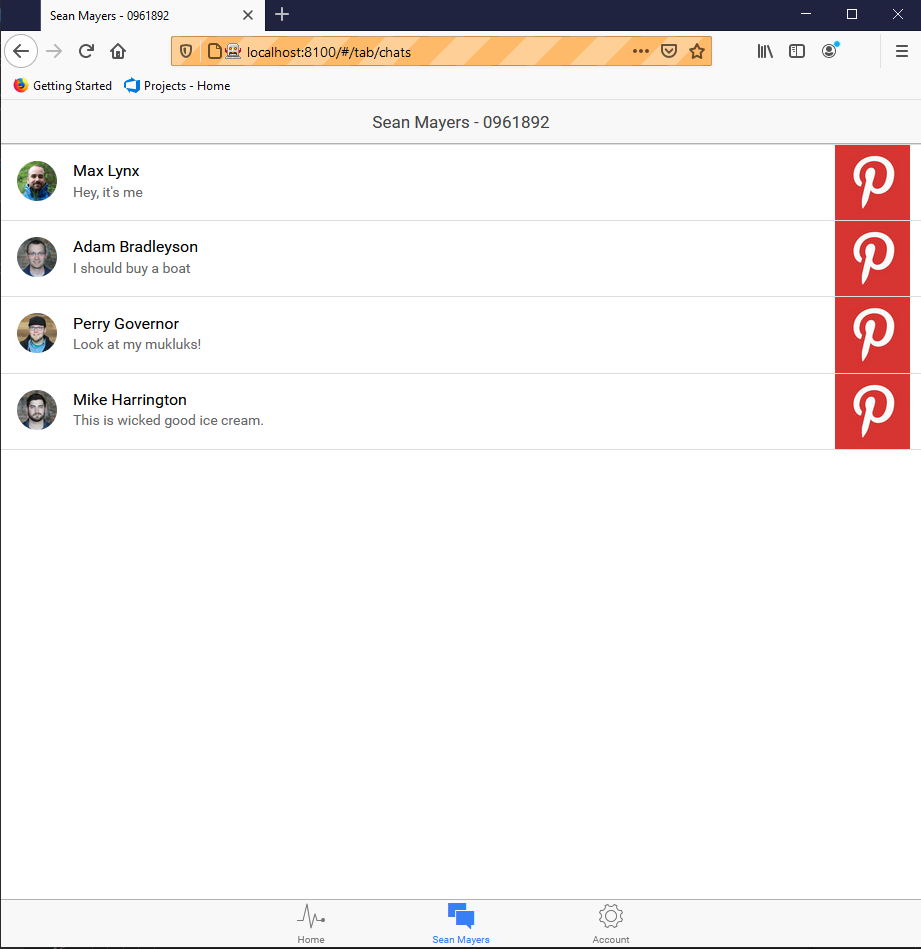 Sean Mayers - 0961892
localhost:8100/#/tab/chats
Getting Started
Projects - Home
Sean Mayers - 0961892
Max Lynx
Hey, it's me
Adam Bradleyson
I should buy a boat
Perry Governor
Look at my mukluks!
Mike Harrington
This is wicked good ice cream.
Home
Sean Mayers
Account